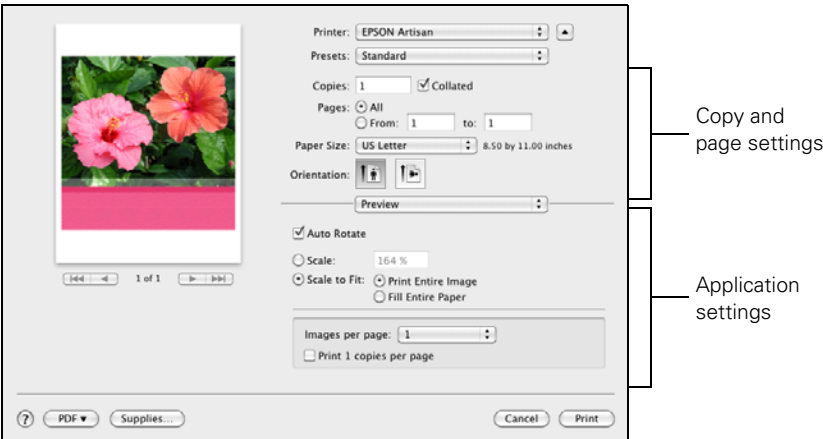 Printer: EPSON Artisan
Presets: Standard
Copies: 1 Collated
Pages: All
From: 1 to: 1
Paper Size: US Letter 8.50 by 11.00 inches
Orientation:
Preview
Auto Rotate
Scale: 164 %
Scale to Fit: Print Entire Image
Fill Entire Paper
Images per page: 1
Print 1 copies per page
1 of 1
? PDF▼ Supplies... Cancel Print
Copy and
page settings
Application
settings